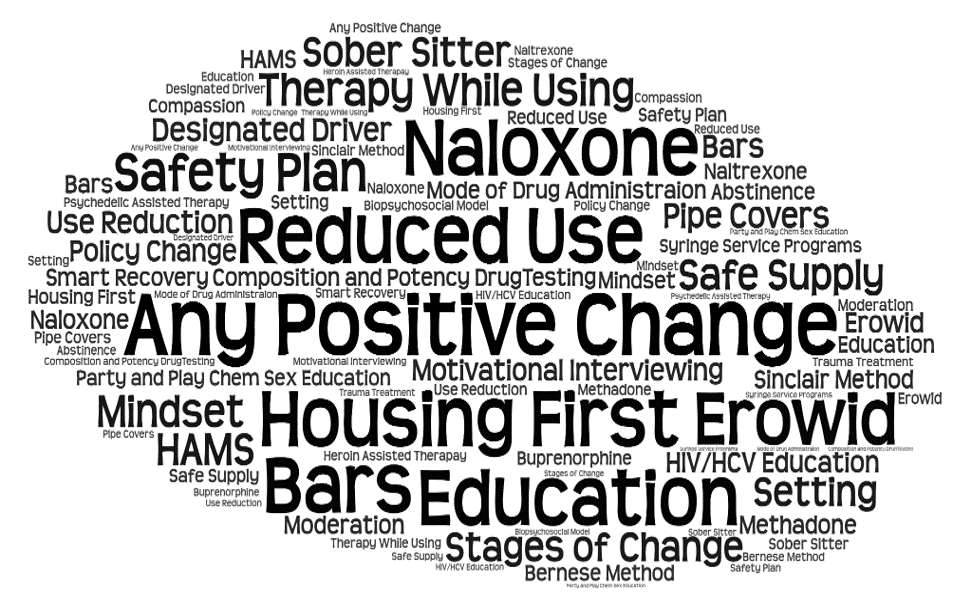 Any Positive Change
HAMS Sober Sitter Naltrexone
Stages of Change
Heroin Assisted Therapay
Education
Therapy While Using
Designated Driver
Compassion
Compassion Policy Change Therapy While Using Housing First
Reduced Use Safety Plan
Designated Driver Naloxone Reduced Use
Bars
Any Positive Change Motivational Interviewing Sinclair Method
Safety Plan Naltrexone
Bars Naloxone Mode of Drug Administraion Abstinence
Psychedelic Assisted Therapy Setting Biopsychosocial Model Policy Change Pipe Covers
Use Reduction Reduced Use
Party and Play Chem Sex Education
Designated Driver
Policy Change Syringe Service Programs
Setting Mindset
Smart Recovery Composition and Potency DrugTesting Mindset Safe Supply
Housing First Mode of Drug Administraion Smart Recovery HIV/HCV Education Psychedelic Assisted Therapy
Moderation
Naloxone Any Positive Change Erowid
Pipe Covers
Education
Abstinence
Composition and Potency DrugTesting Motivational Interviewing Trauma Treatment
Party and Play Chem Sex Education Motivational Interviewing Sinclair Method
Trauma Treatment Use Reduction Methadone Syringe Service Programs Erowid
Mindset Housing First Erowid
Pipe Covers
HAMS
Syringe Service Programs Mode of Drug Administraion Composition and Potency DrugTesting
Heroin Assisted Therapay Buprenorphine HIV/HCV Education
Safe Supply Stages of Change
Buprenorphine Bars Education Setting
Use Reduction
Moderation Methadone
Biopsychosocial Model Sober Sitter
Therapy While Using Stages of Change Sober Sitter
Safe Supply Bernese Method
HIV/HCV Education Bernese Method Safety Plan
Party and Play Chem Sex Education